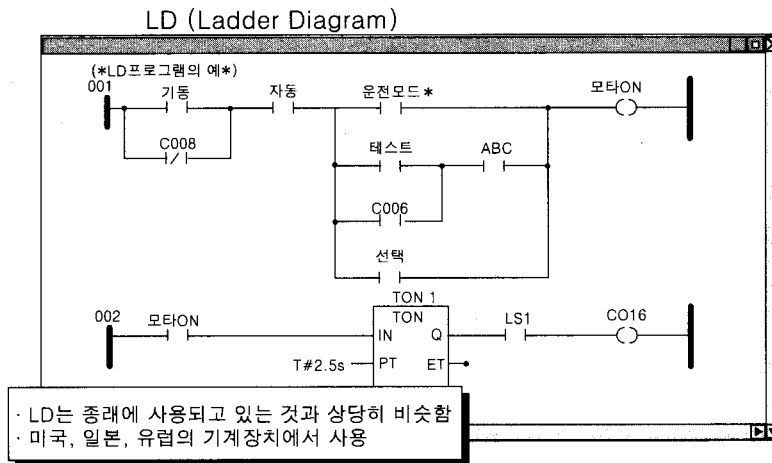 LD (Ladder Diagram)
(*LD프로그램의 예*)
001
기동
자동
운전모드*
모타ON
C008
테스트
ABC
C006
선택
TON 1
002
모타ON
TON
LS1
CO16
IN
Q
T#2.5s
PT
ET
· LD는 종래에 사용되고 있는 것과 상당히 비슷함
· 미국, 일본, 유럽의 기계장치에서 사용